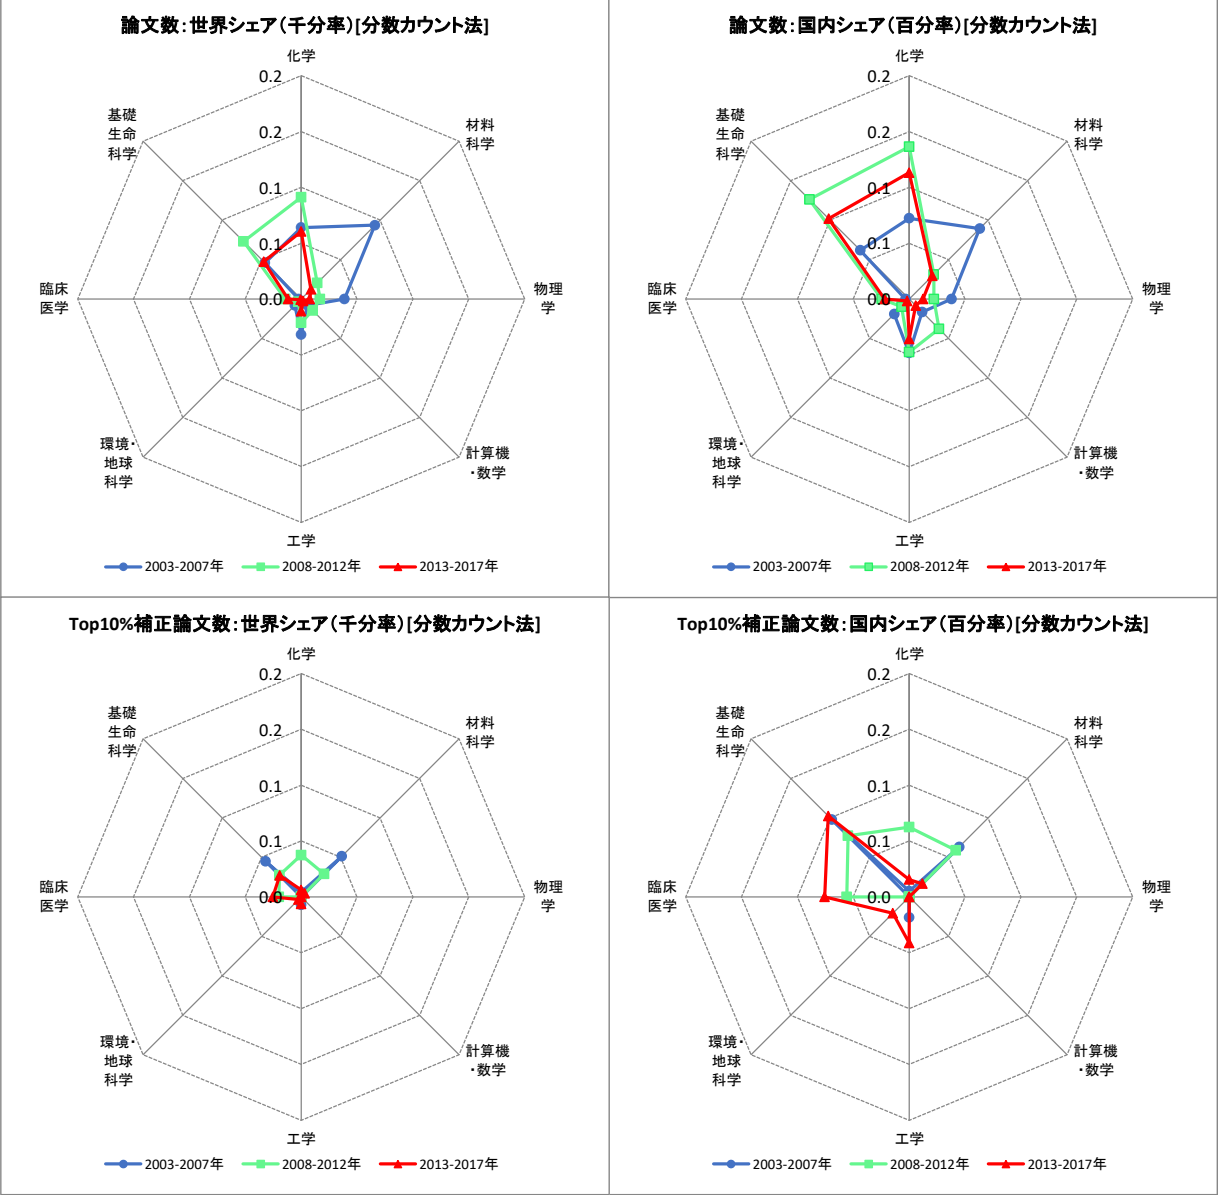 論文数：世界シェア（千分率）[分数カウント法]
化学
0.2
0.2
0.1
0.1
0.0
材料
科学
物理
学
計算機
・数学
工学
環境・
地球
科学
臨床
医学
基礎
生命
科学
2003-2007年 2008-2012年 2013-2017年
論文数：国内シェア（百分率）[分数カウント法]
化学
0.2
0.2
0.1
0.1
0.0
材料
科学
物理
学
計算機
・数学
工学
環境・
地球
科学
臨床
医学
基礎
生命
科学
2003-2007年 2008-2012年 2013-2017年
Top10%補正論文数：世界シェア（千分率）[分数カウント法]
化学
0.2
0.2
0.1
0.1
0.0
材料
科学
物理
学
計算機
・数学
工学
環境・
地球
科学
臨床
医学
基礎
生命
科学
2003-2007年 2008-2012年 2013-2017年
Top10%補正論文数：国内シェア（百分率）[分数カウント法]
化学
0.2
0.2
0.1
0.1
0.0
材料
科学
物理
学
計算機
・数学
工学
環境・
地球
科学
臨床
医学
基礎
生命
科学
2003-2007年 2008-2012年 2013-2017年